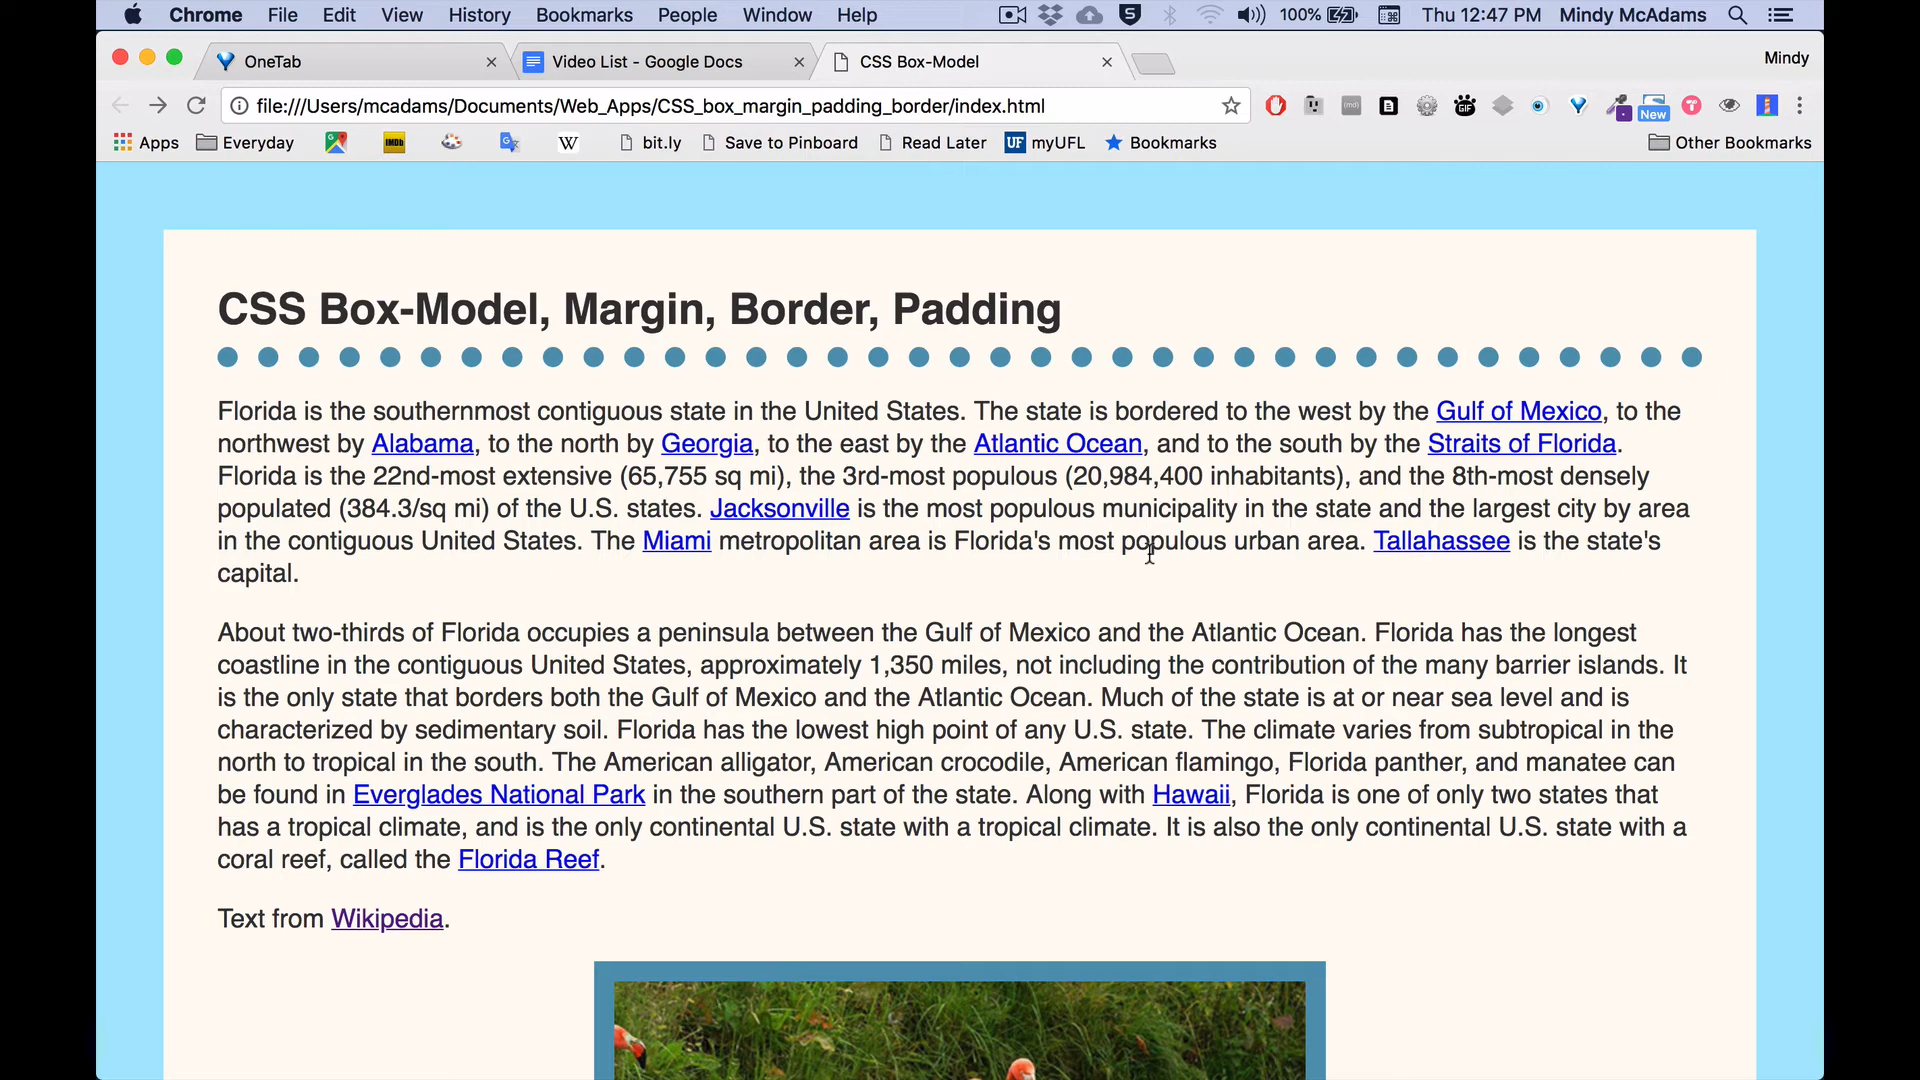 Chrome File Edit View History Bookmarks People Window Help S 100% Thu 12:47 PM Mindy McAdams
OneTab Video List - Google Docs CSS Box-Model Mindy
file:///Users/mcadams/Documents/Web_Apps/CSS_box_margin_padding_border/index.html GIF New
Apps Everyday IMDb W bit.ly Save to Pinboard Read Later UF myUFL Bookmarks Other Bookmarks
CSS Box-Model, Margin, Border, Padding
Florida is the southernmost contiguous state in the United States. The state is bordered to the west by the Gulf of Mexico, to the
northwest by Alabama, to the north by Georgia, to the east by the Atlantic Ocean, and to the south by the Straits of Florida.
Florida is the 22nd-most extensive (65,755 sq mi), the 3rd-most populous (20,984,400 inhabitants), and the 8th-most densely
populated (384.3/sq mi) of the U.S. states. Jacksonville is the most populous municipality in the state and the largest city by area
in the contiguous United States. The Miami metropolitan area is Florida's most populous urban area. Tallahassee is the state's
capital.
About two-thirds of Florida occupies a peninsula between the Gulf of Mexico and the Atlantic Ocean. Florida has the longest
coastline in the contiguous United States, approximately 1,350 miles, not including the contribution of the many barrier islands. It
is the only state that borders both the Gulf of Mexico and the Atlantic Ocean. Much of the state is at or near sea level and is
characterized by sedimentary soil. Florida has the lowest high point of any U.S. state. The climate varies from subtropical in the
north to tropical in the south. The American alligator, American crocodile, American flamingo, Florida panther, and manatee can
be found in Everglades National Park in the southern part of the state. Along with Hawaii, Florida is one of only two states that
has a tropical climate, and is the only continental U.S. state with a tropical climate. It is also the only continental U.S. state with a
coral reef, called the Florida Reef.
Text from Wikipedia.